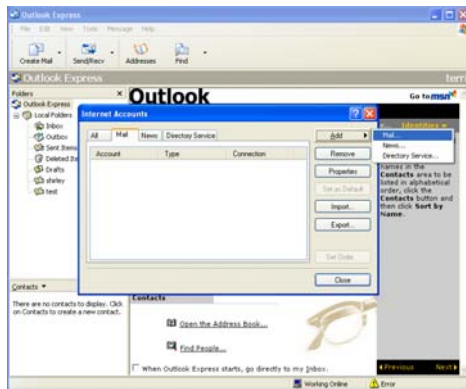 Outlook Express
File Edit View Tools Message Help
Create Mail Send/Recv Addresses Find
Outlook Express
Folders
Outlook Express
Local Folders
Inbox
Outbox
Sent Items
Deleted Ite
Drafts
shirley
test
Outlook
Go to msn
Identities
Internet Accounts
All Mail News Directory Service
Account Type Connection
Add
Remove
Properties
Set as Default
Import...
Export...
Set Order...
Close
Mail...
News...
Directory Service...
names in the
Contacts area to be
listed in alphabetical
order, click the
Contacts button and
then click Sort by
Name.
Contacts
There are no contacts to display. Click
on Contacts to create a new contact.
Contacts
Open the Address Book...
Find People...
When Outlook Express starts, go directly to my Inbox.
Previous Next
Working Online Error